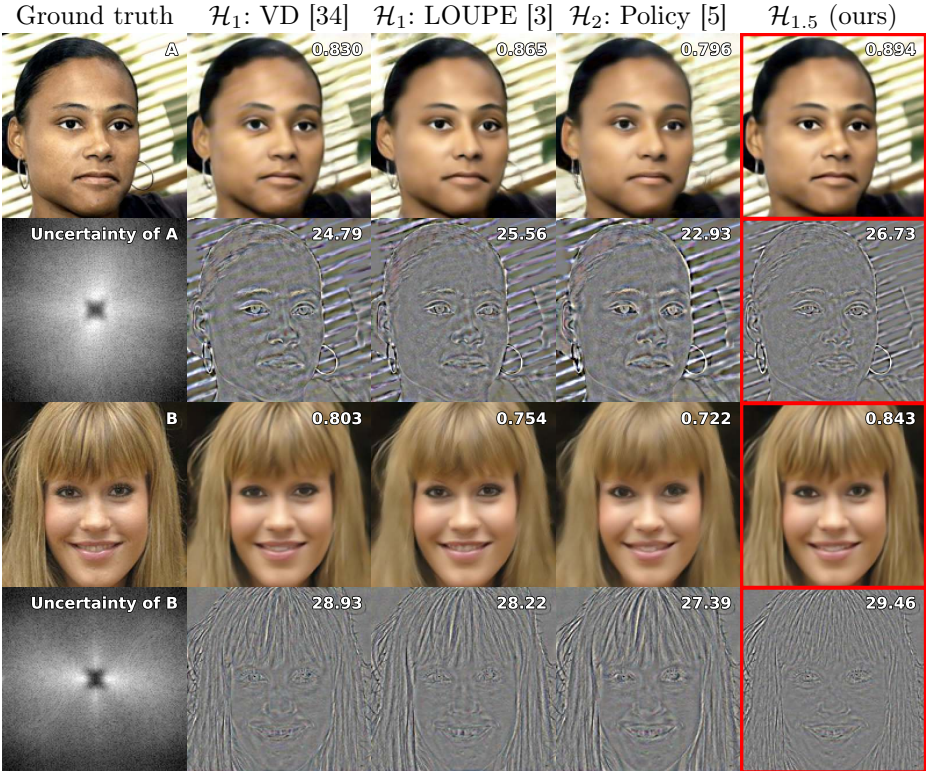 Ground truth H₁: VD [34] H₁: LOUPE [3] H₂: Policy [5] H₁.₅ (ours)
A 0.830 0.865 0.796 0.894
Uncertainty of A 24.79 25.56 22.93 26.73
B 0.803 0.754 0.722 0.843
Uncertainty of B 28.93 28.22 27.39 29.46